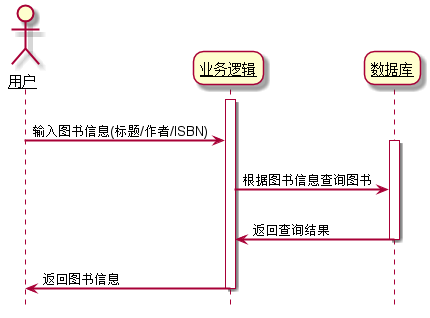 用户
业务逻辑
数据库
输入图书信息(标题/作者/ISBN)
根据图书信息查询图书
返回查询结果
返回图书信息